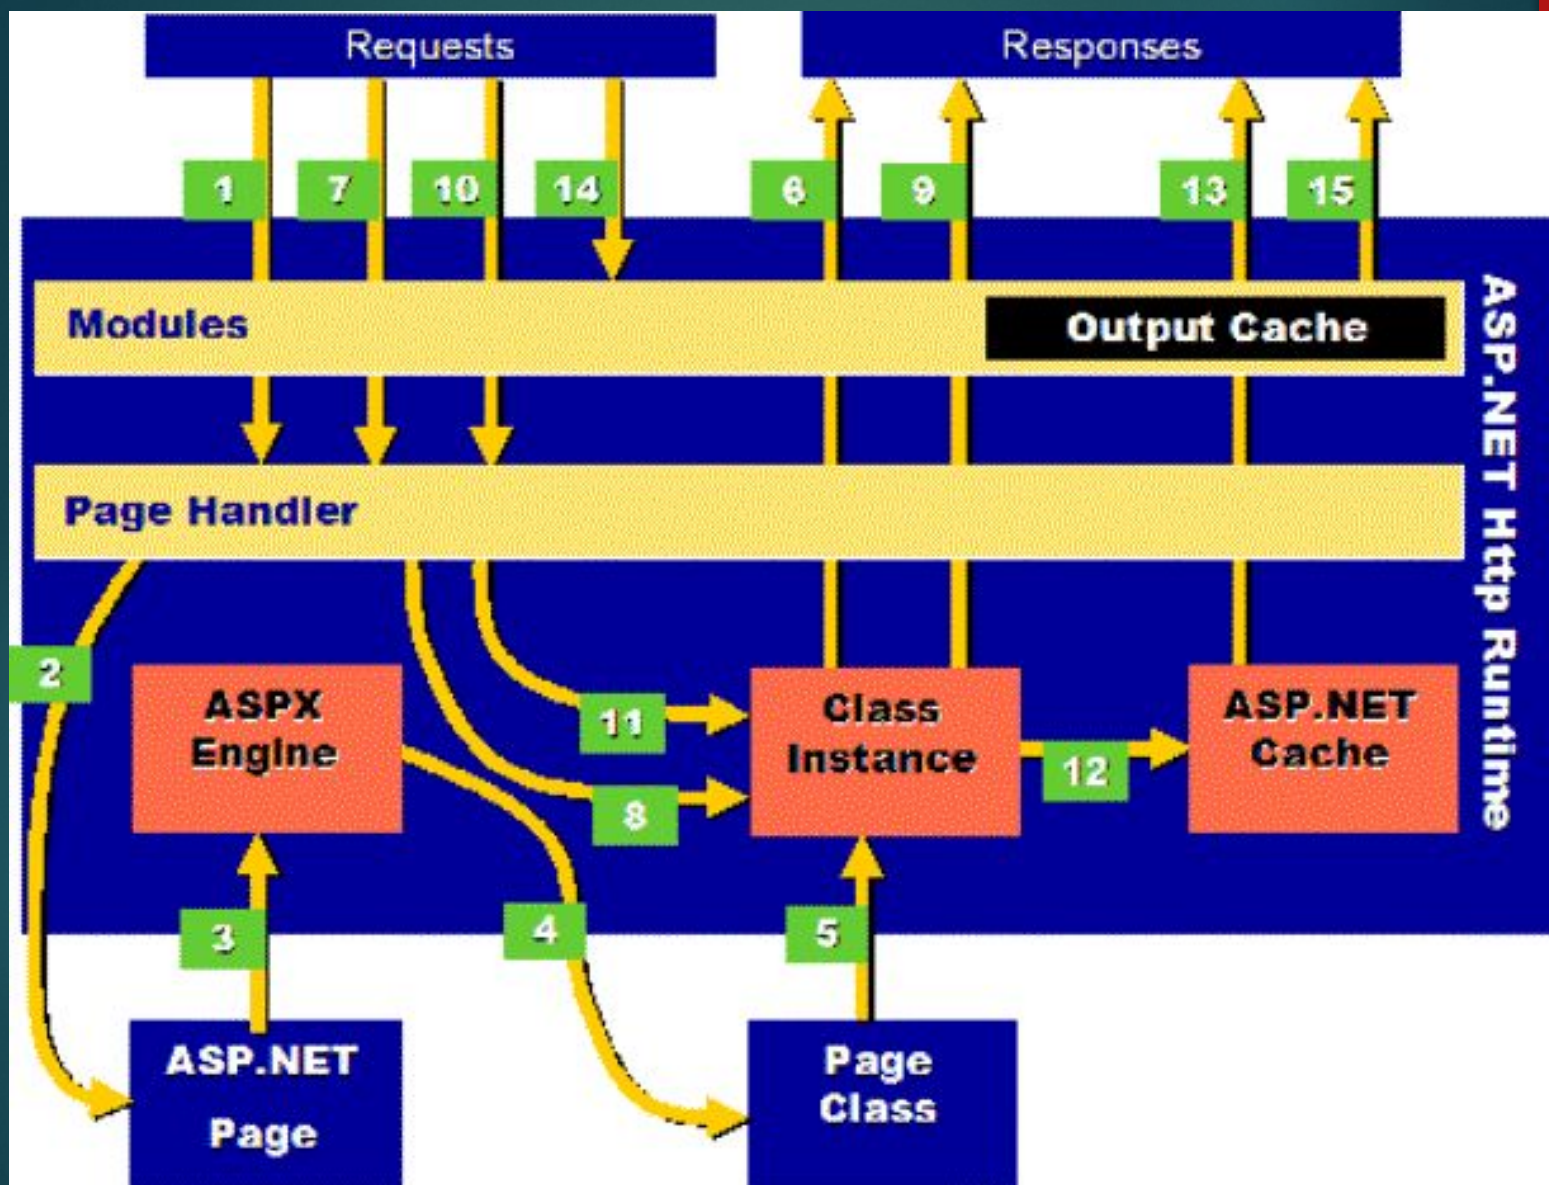 Requests
Responses
1
7
10
14
6
9
13
15
Modules
Output Cache
ASP.NET Http Runtime
Page Handler
2
ASPX
Engine
11
8
Class
Instance
12
ASP.NET
Cache
3
4
5
ASP.NET
Page
Page
Class